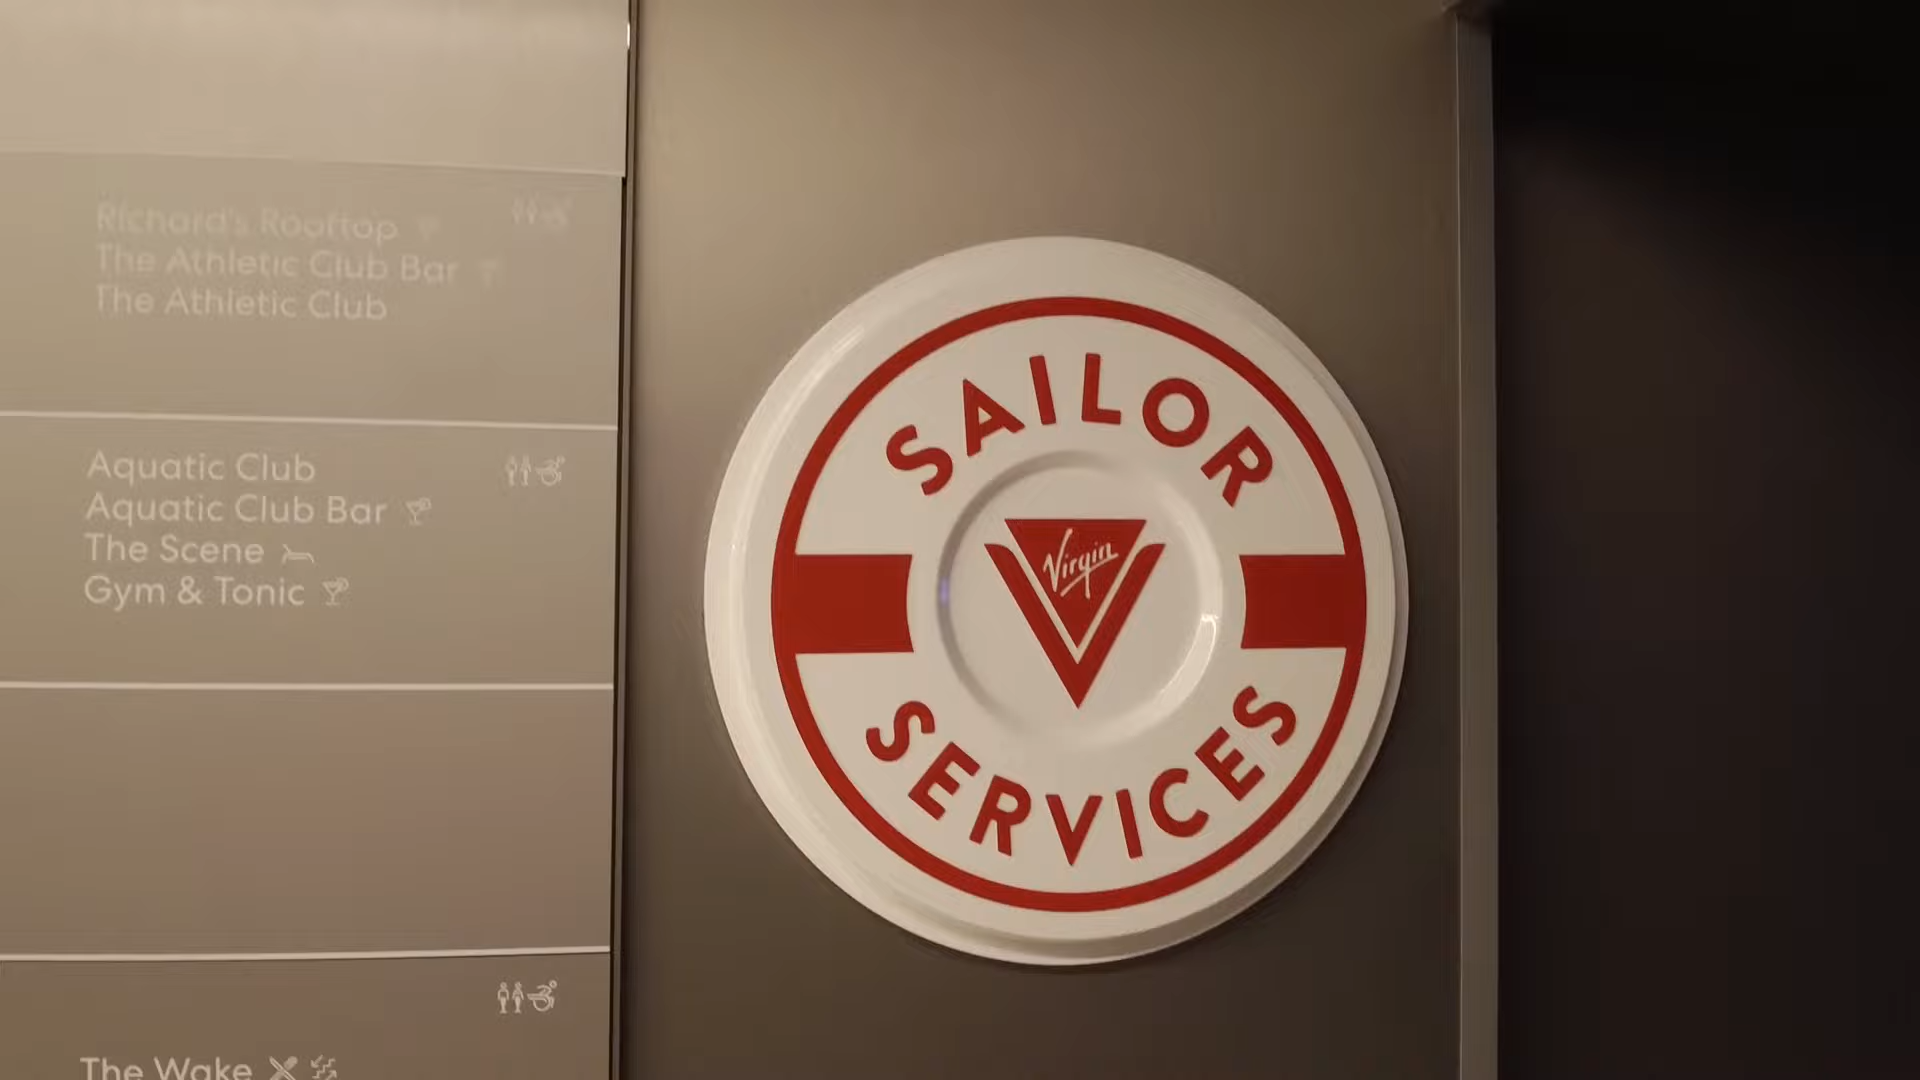 Richard's Rooftop
The Athletic Club Bar
The Athletic Club
Aquatic Club
Aquatic Club Bar
The Scene
Gym & Tonic
The Wake
SAILOR
Virgin
SERVICES